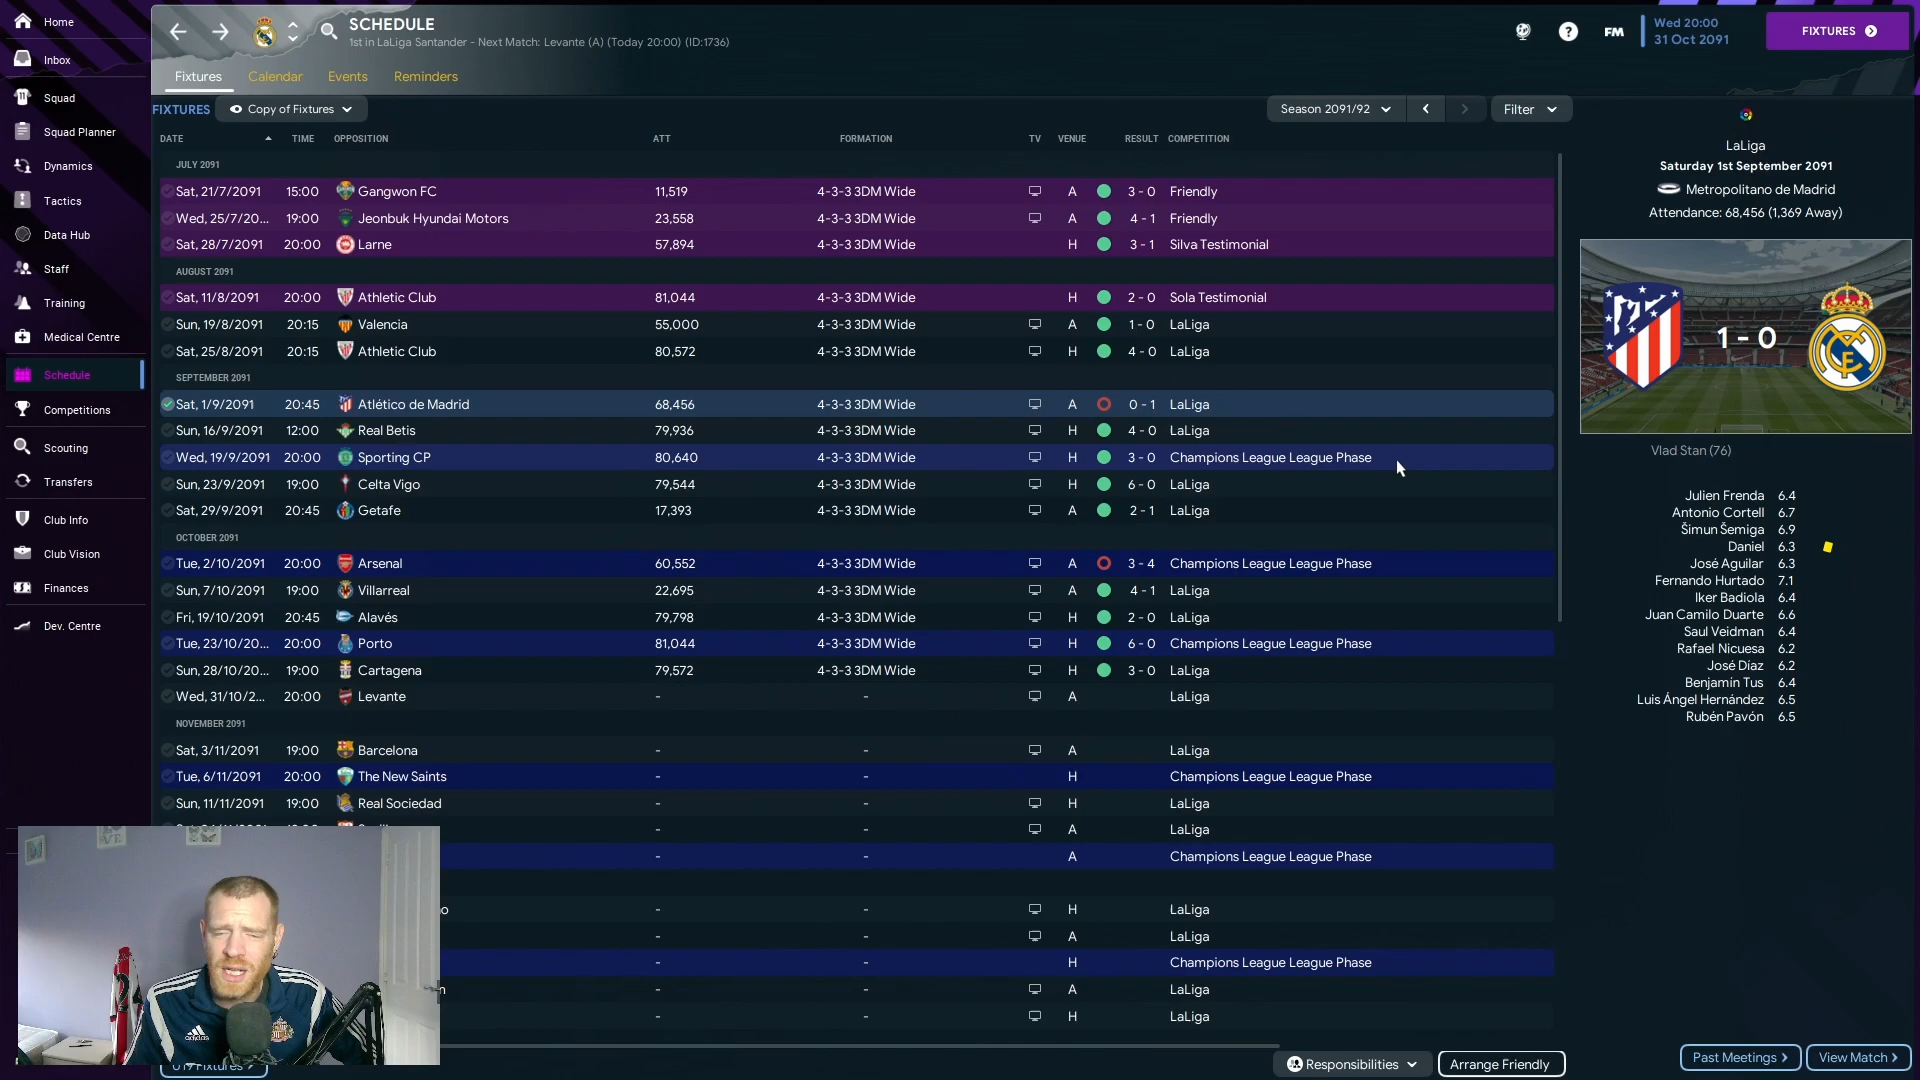 Home
Inbox
Squad
Squad Planner
Dynamics
Tactics
Data Hub
Staff
Training
Medical Centre
Schedule
Competitions
Scouting
Transfers
Club Info
Club Vision
Finances
Dev. Centre
SCHEDULE
1st in LaLiga Santander - Next Match: Levante (A) (Today 20:00) (ID:1736)
FM
Wed 20:00
31 Oct 2091
FIXTURES
Fixtures Calendar Events Reminders
FIXTURES Copy of Fixtures Season 2091/92 Filter
DATE TIME OPPOSITION ATT FORMATION TV VENUE RESULT COMPETITION
JULY 2091
Sat, 21/7/2091 15:00 Gangwon FC 11,519 4-3-3 3DM Wide A 3 - 0 Friendly
Wed, 25/7/20... 19:00 Jeonbuk Hyundai Motors 23,558 4-3-3 3DM Wide A 4 - 1 Friendly
Sat, 28/7/2091 20:00 Larne 57,894 4-3-3 3DM Wide H 3 - 1 Silva Testimonial
AUGUST 2091
Sat, 11/8/2091 20:00 Athletic Club 81,044 4-3-3 3DM Wide H 2 - 0 Sola Testimonial
Sun, 19/8/2091 20:15 Valencia 55,000 4-3-3 3DM Wide A 1 - 0 LaLiga
Sat, 25/8/2091 20:15 Athletic Club 80,572 4-3-3 3DM Wide H 4 - 0 LaLiga
SEPTEMBER 2091
Sat, 1/9/2091 20:45 Atlético de Madrid 68,456 4-3-3 3DM Wide A 0 - 1 LaLiga
Sun, 16/9/2091 12:00 Real Betis 79,936 4-3-3 3DM Wide H 4 - 0 LaLiga
Wed, 19/9/2091 20:00 Sporting CP 80,640 4-3-3 3DM Wide H 3 - 0 Champions League League Phase
Sun, 23/9/2091 19:00 Celta Vigo 79,544 4-3-3 3DM Wide H 6 - 0 LaLiga
Sat, 29/9/2091 20:45 Getafe 17,393 4-3-3 3DM Wide A 2 - 1 LaLiga
OCTOBER 2091
Tue, 2/10/2091 20:00 Arsenal 60,552 4-3-3 3DM Wide A 3 - 4 Champions League League Phase
Sun, 7/10/2091 19:00 Villarreal 22,695 4-3-3 3DM Wide A 4 - 1 LaLiga
Fri, 19/10/2091 20:45 Alavés 79,798 4-3-3 3DM Wide H 2 - 0 LaLiga
Tue, 23/10/20... 20:00 Porto 81,044 4-3-3 3DM Wide H 6 - 0 Champions League League Phase
Sun, 28/10/20... 19:00 Cartagena 79,572 4-3-3 3DM Wide H 3 - 0 LaLiga
Wed, 31/10/2... 20:00 Levante - - A LaLiga
NOVEMBER 2091
Sat, 3/11/2091 19:00 Barcelona - - A LaLiga
Tue, 6/11/2091 20:00 The New Saints - - H Champions League League Phase
Sun, 11/11/2091 19:00 Real Sociedad - - H LaLiga
- - A LaLiga
- - A Champions League League Phase
o - - H LaLiga
- - A LaLiga
- - H Champions League League Phase
n - - A LaLiga
- - H LaLiga
Responsibilities Arrange Friendly
LaLiga
Saturday 1st September 2091
Metropolitano de Madrid
Attendance: 68,456 (1,369 Away)
1 - 0
Vlad Stan (76)
Julien Frenda 6.4
Antonio Cortell 6.7
Šimun Šemiga 6.9
Daniel 6.3
José Aguilar 6.3
Fernando Hurtado 7.1
Iker Badiola 6.4
Juan Camilo Duarte 6.6
Saul Veidman 6.4
Rafael Nicuesa 6.2
José Díaz 6.2
Benjamín Tus 6.4
Luis Ángel Hernández 6.5
Rubén Pavón 6.5
Past Meetings View Match
adidas